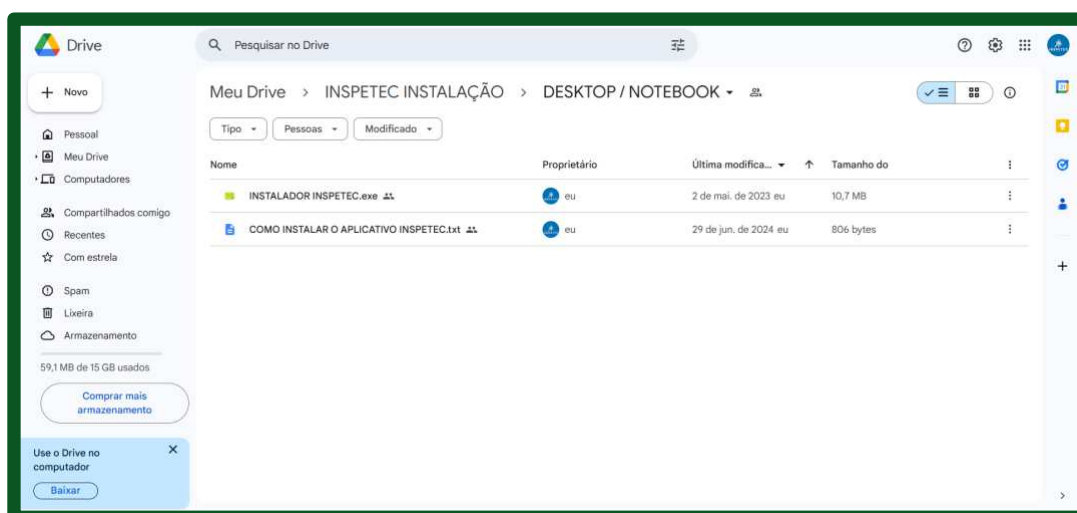 Drive
Pesquisar no Drive
Novo
Meu Drive > INSPETEC INSTALAÇÃO > DESKTOP / NOTEBOOK
Tipo Pessoas Modificado
Pessoal
Meu Drive
Computadores
Compartilhados comigo
Recentes
Com estrela
Spam
Lixeira
Armazenamento
59,1 MB de 15 GB usados
Comprar mais
armazenamento
Use o Drive no
computador
Baixar
Nome Proprietário Última modifica... Tamanho do
INSTALADOR INSPETEC.exe eu 2 de mai. de 2023 eu 10,7 MB
COMO INSTALAR O APLICATIVO INSPETEC.txt eu 29 de jun. de 2024 eu 806 bytes